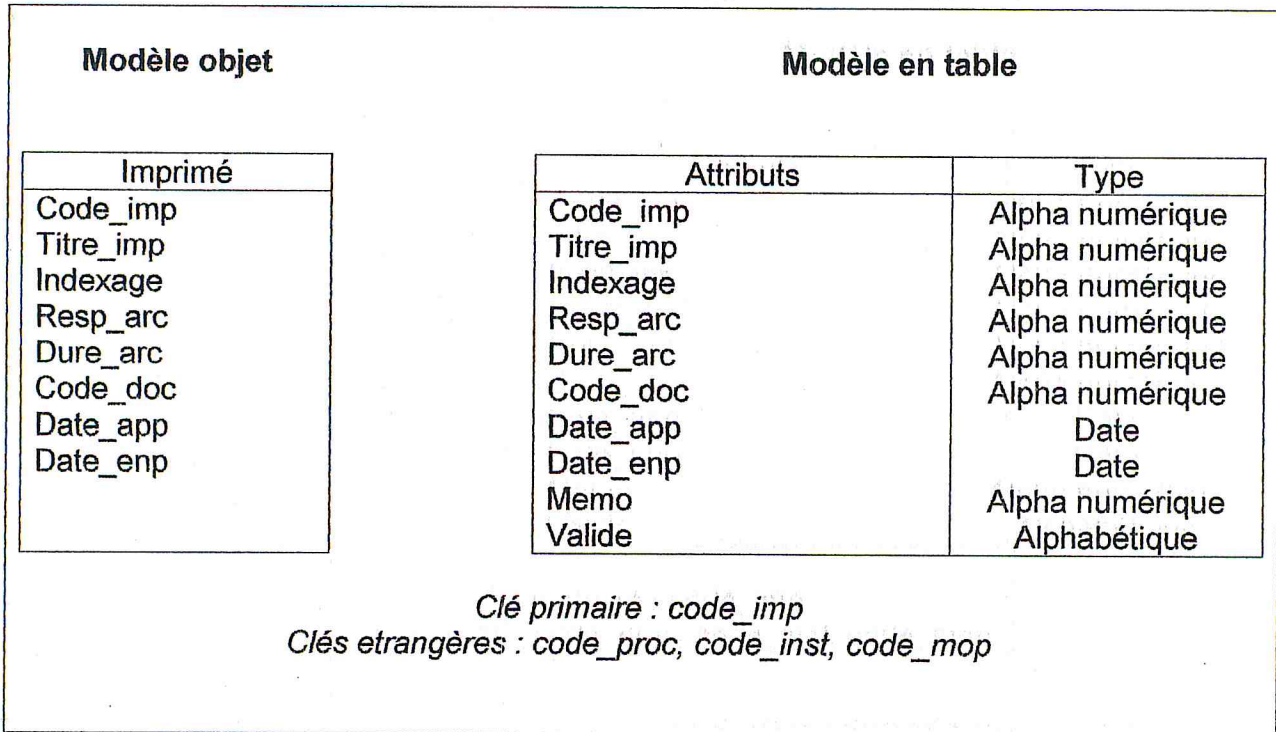 Modèle objet
Modèle en table
Imprimé
Code_imp
Titre_imp
Indexage
Resp_arc
Dure_arc
Code_doc
Date_app
Date_enp
Attributs Type
Code_imp Alpha numérique
Titre_imp Alpha numérique
Indexage Alpha numérique
Resp_arc Alpha numérique
Dure_arc Alpha numérique
Code_doc Alpha numérique
Date_app Date
Date_enp Date
Memo Alpha numérique
Valide Alphabétique
Clé primaire : code_imp
Clés etrangères : code_proc, code_inst, code_mop